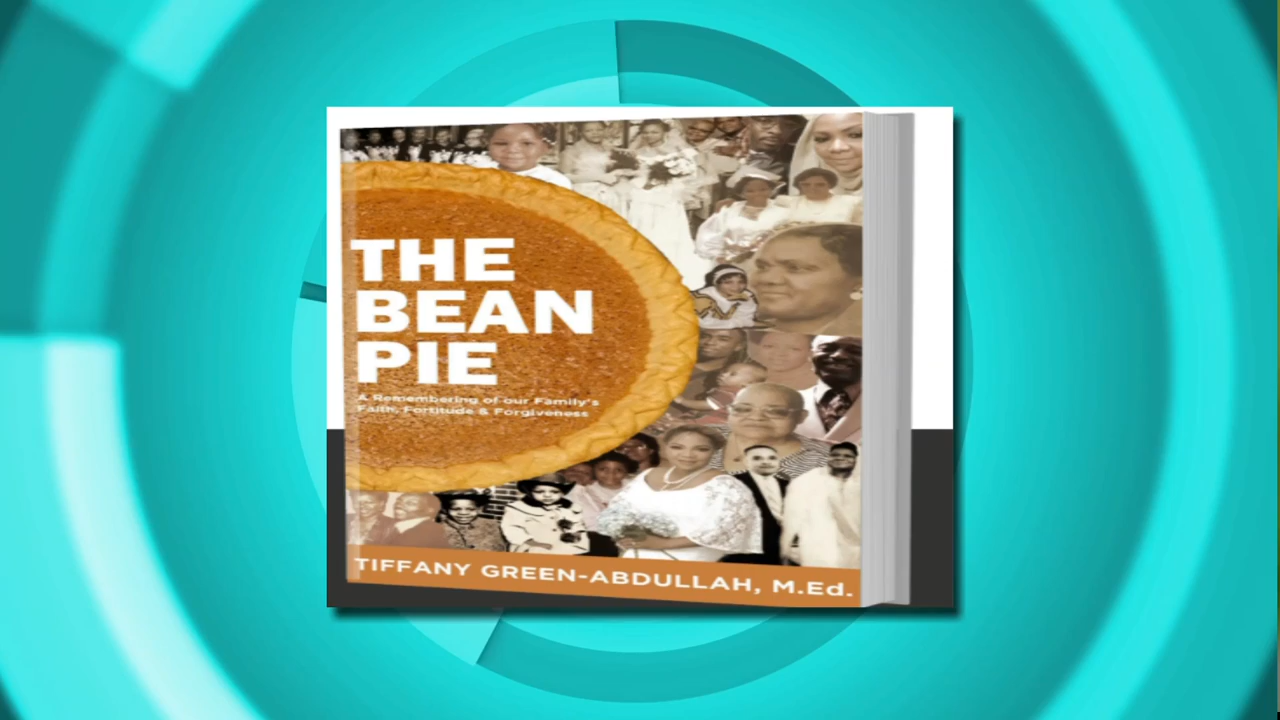 THE
BEAN
PIE
A Remembering of our Family's
Faith, Fortitude & Forgiveness
TIFFANY GREEN-ABDULLAH, M.Ed.